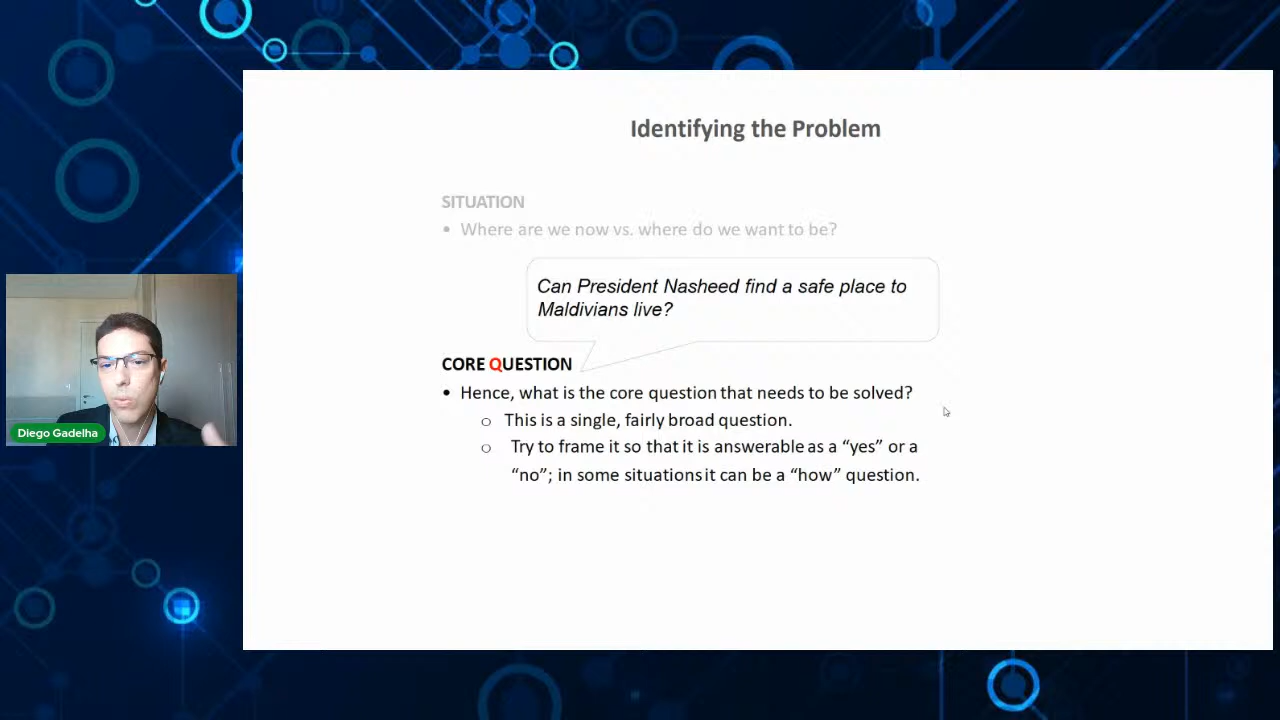 Identifying the Problem
SITUATION
• Where are we now vs. where do we want to be?
Can President Nasheed find a safe place to
Maldivians live?
CORE QUESTION
• Hence, what is the core question that needs to be solved?
o This is a single, fairly broad question.
o Try to frame it so that it is answerable as a “yes” or a
“no”; in some situations it can be a “how” question.
Diego Gadelha